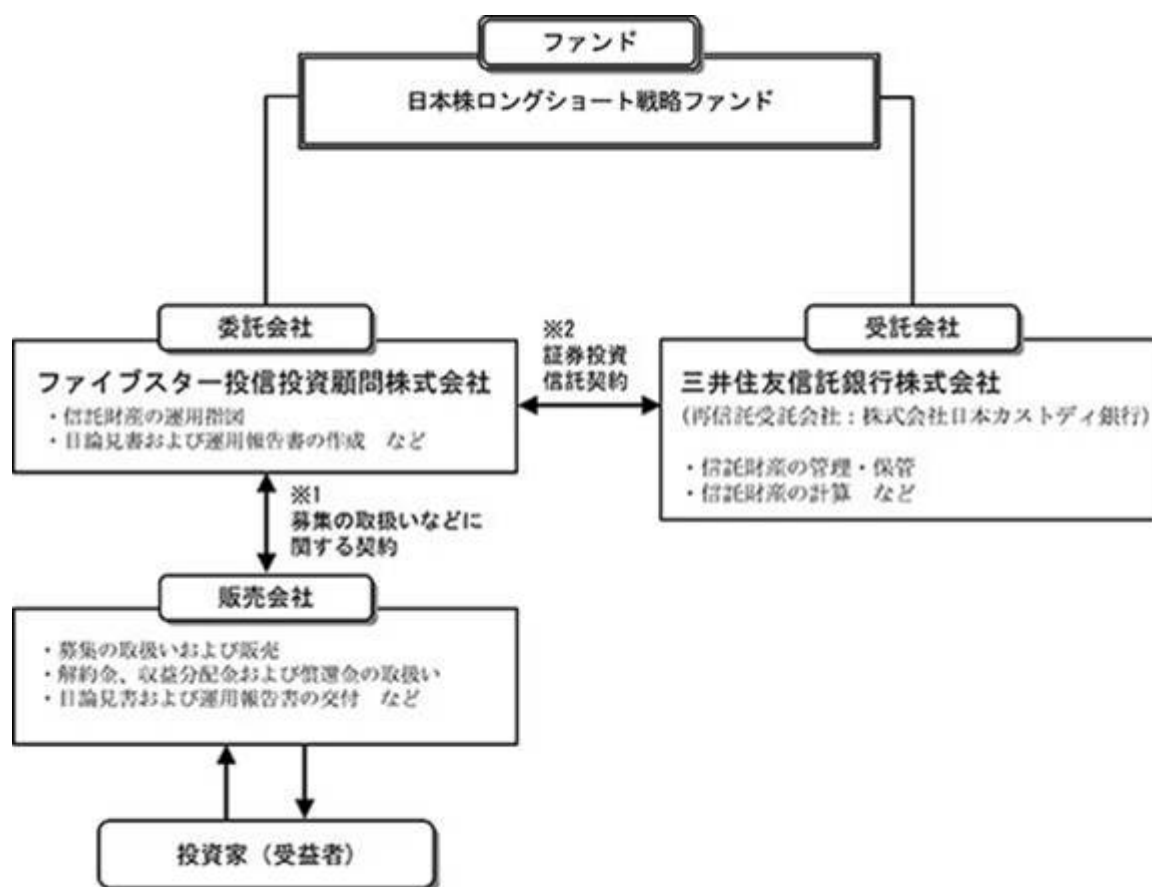 ファンド
日本株ロングショート戦略ファンド
委託会社
ファイブスター投信投資顧問株式会社
・信託財産の運用指図
・目論見書および運用報告書の作成　など
※2
証券投資
信託契約
受託会社
三井住友信託銀行株式会社
(再信託受託会社：株式会社日本カストディ銀行)
・信託財産の管理・保管
・信託財産の計算　など
※1
募集の取扱いなどに
関する契約
販売会社
・募集の取扱いおよび販売
・解約金、収益分配金および償還金の取扱い
・目論見書および運用報告書の交付　など
投資家（受益者）